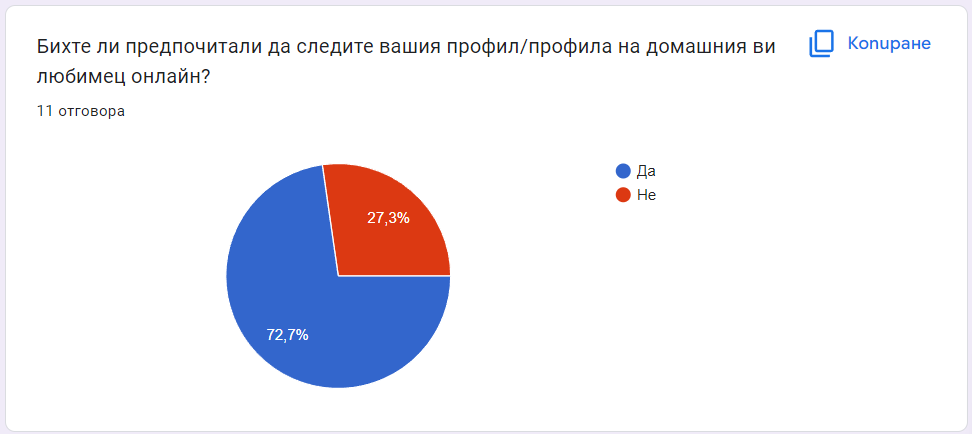 Бихте ли предпочитали да следите вашия профил/профила на домашния ви
любимец онлайн?
Копиране
11 отговора
Да
Не
27,3%
72,7%